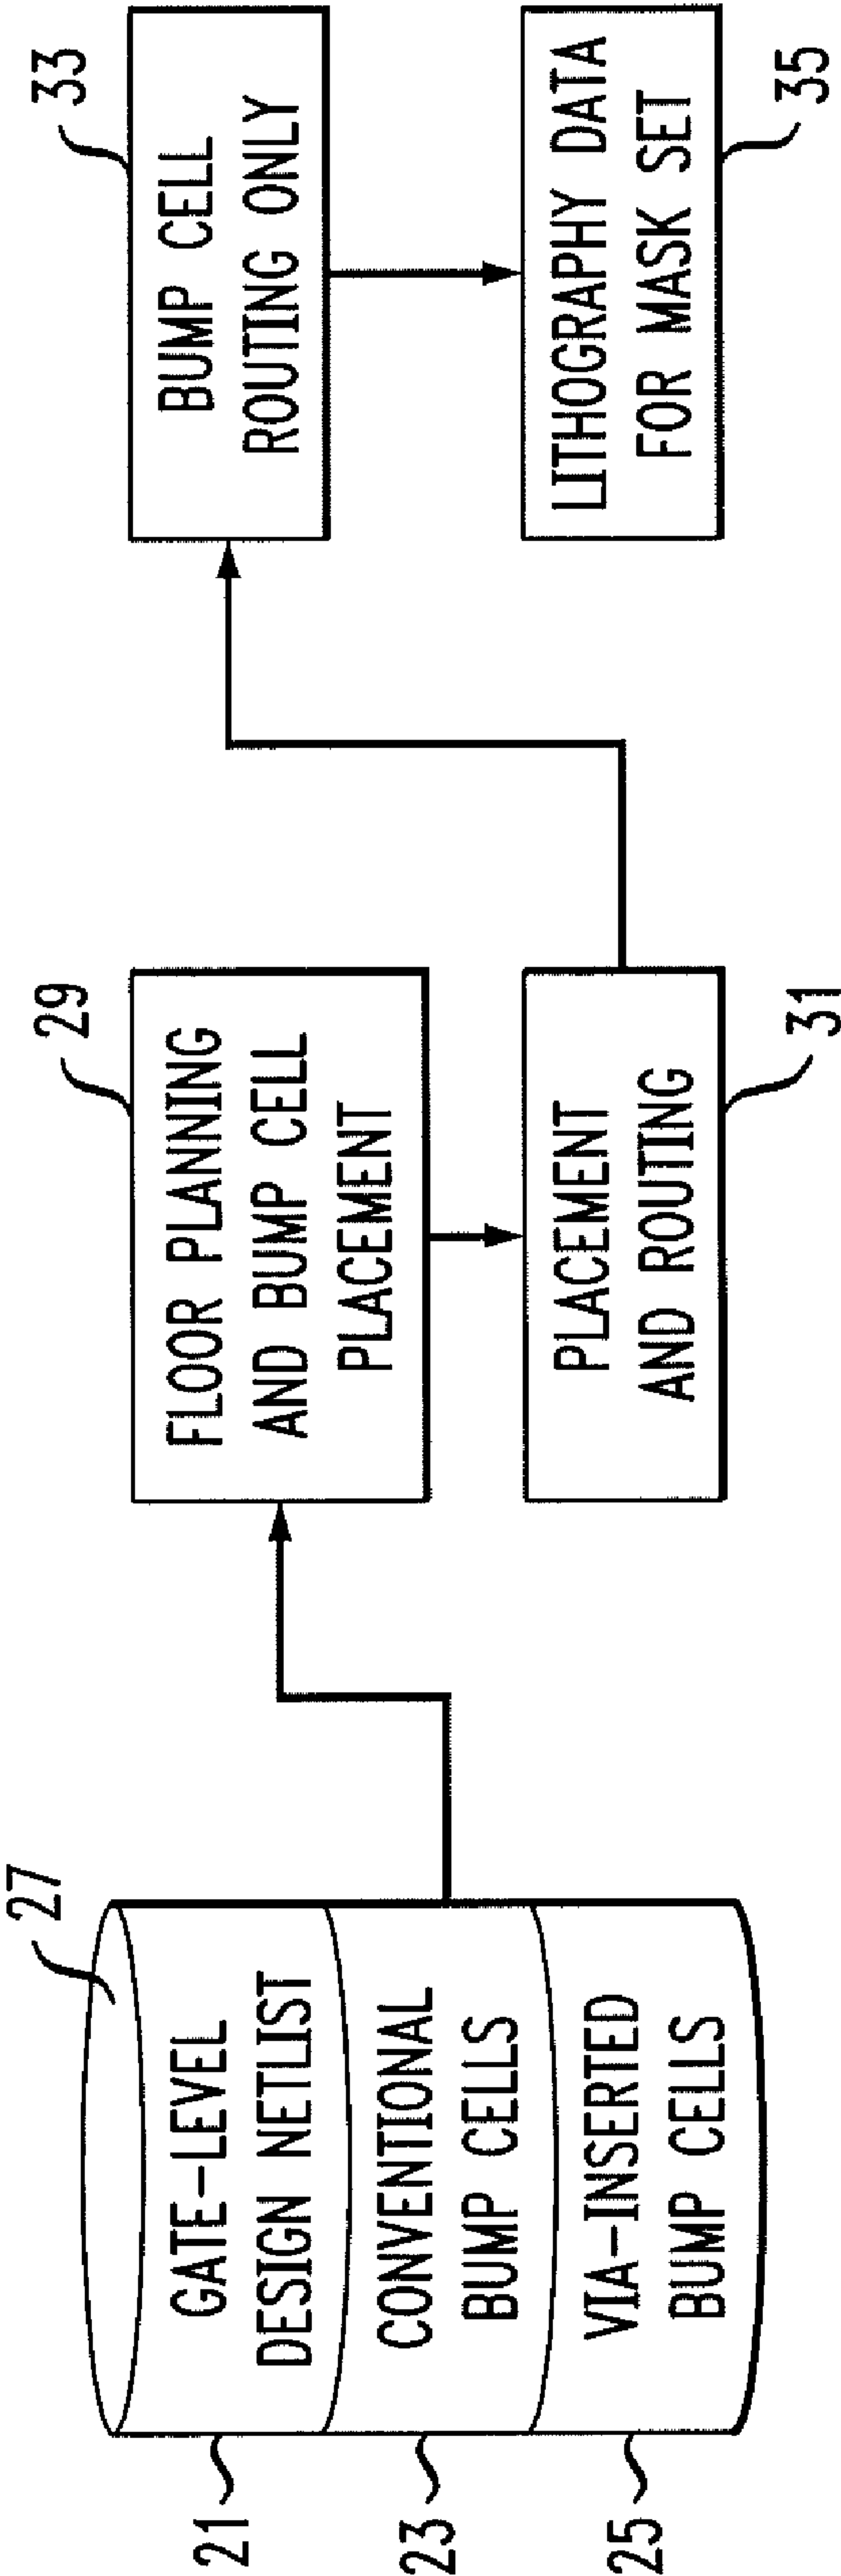 27
GATE-LEVEL
DESIGN NETLIST
21
CONVENTIONAL
BUMP CELLS
23
VIA-INSERTED
BUMP CELLS
25
29
FLOOR PLANNING
AND BUMP CELL
PLACEMENT
PLACEMENT
AND ROUTING
31
33
BUMP CELL
ROUTING ONLY
LITHOGRAPHY DATA
FOR MASK SET
35